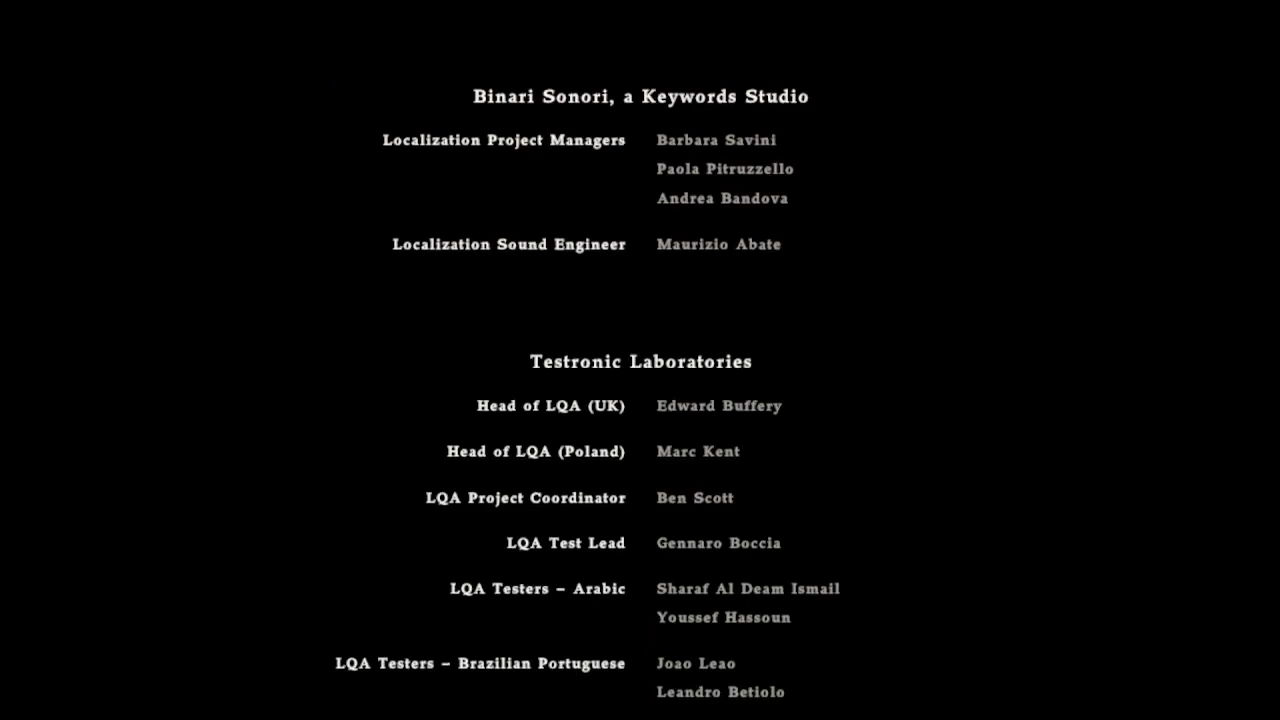 Binari Sonori, a Keywords Studio
Localization Project Managers Barbara Savini
Paola Pitruzzello
Andrea Bandova
Localization Sound Engineer Maurizio Abate
Testronic Laboratories
Head of LQA (UK) Edward Buffery
Head of LQA (Poland) Marc Kent
LQA Project Coordinator Ben Scott
LQA Test Lead Gennaro Boccia
LQA Testers – Arabic Sharaf Al Deam Ismail
Youssef Hassoun
LQA Testers – Brazilian Portuguese Joao Leao
Leandro Betiolo